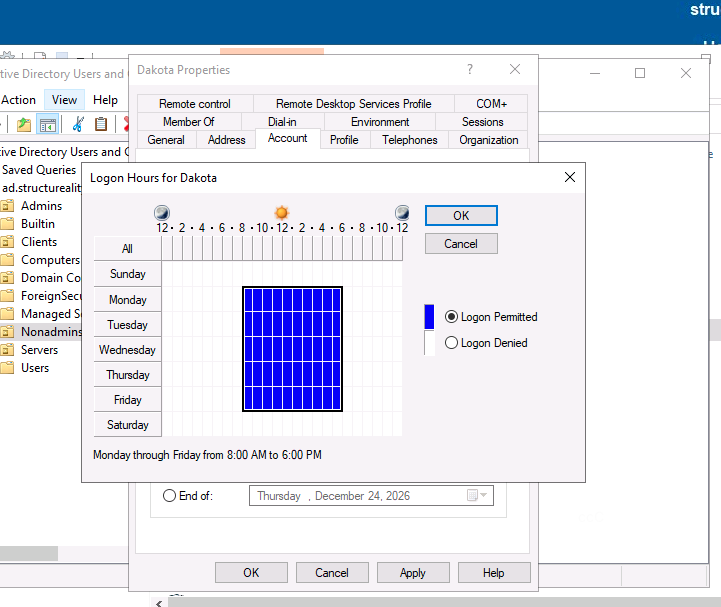 stru
Dakota Properties
?
tive Directory Users and
Action View Help
Remote control Remote Desktop Services Profile COM+
Member Of Dial-in Environment Sessions
General Address Account Profile Telephones Organization
tive Directory Users and C
Saved Queries
ad.structurealit
Admins
Builtin
Clients
Computers
Domain Co
ForeignSecu
Managed Se
Nonadmins
Servers
Users
Logon Hours for Dakota
12 · 2 · 4 · 6 · 8 · 10 · 12 · 2 · 4 · 6 · 8 · 10 · 12
All
Sunday
Monday
Tuesday
Wednesday
Thursday
Friday
Saturday
OK
Cancel
Logon Permitted
Logon Denied
Monday through Friday from 8:00 AM to 6:00 PM
End of: Thursday , December 24, 2026
OK Cancel Apply Help